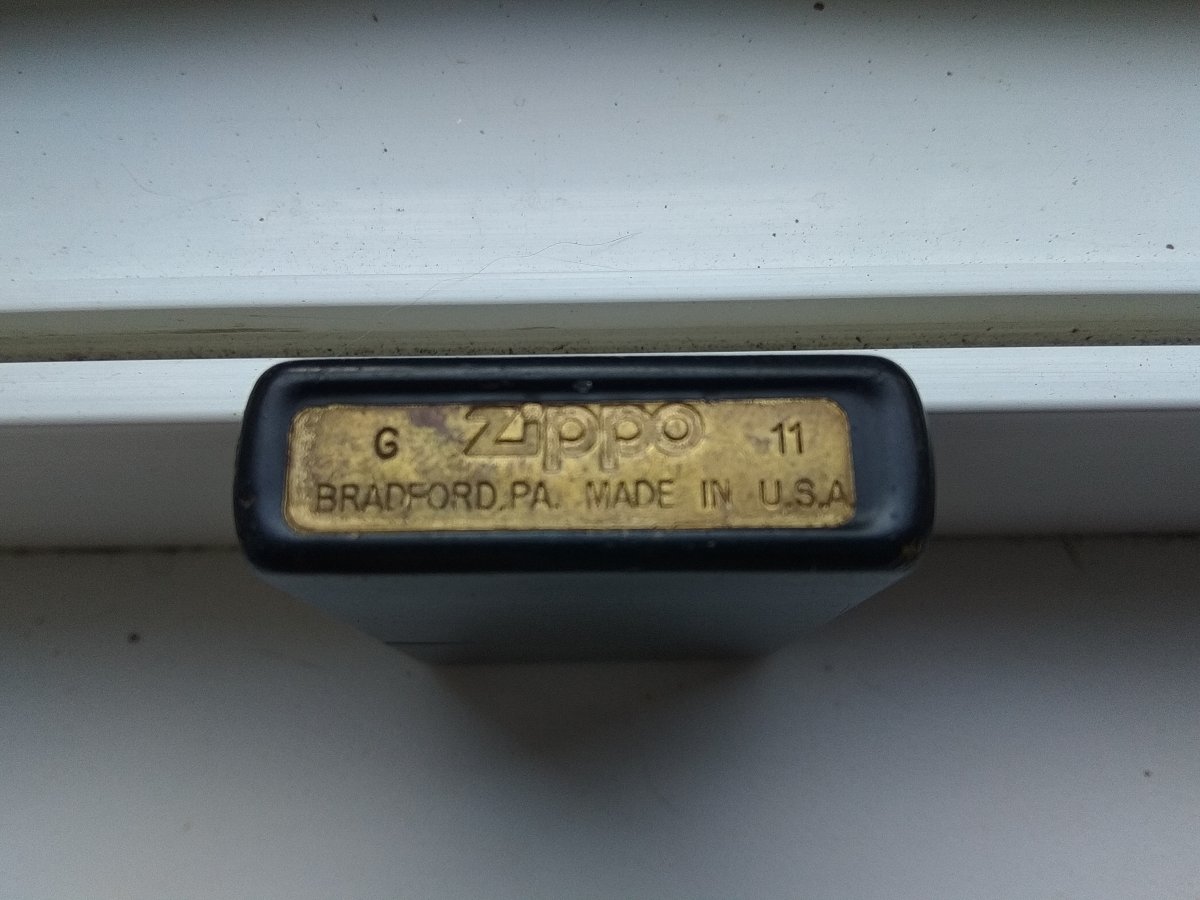 G Zippo 11
BRADFORD,PA. MADE IN U.S.A